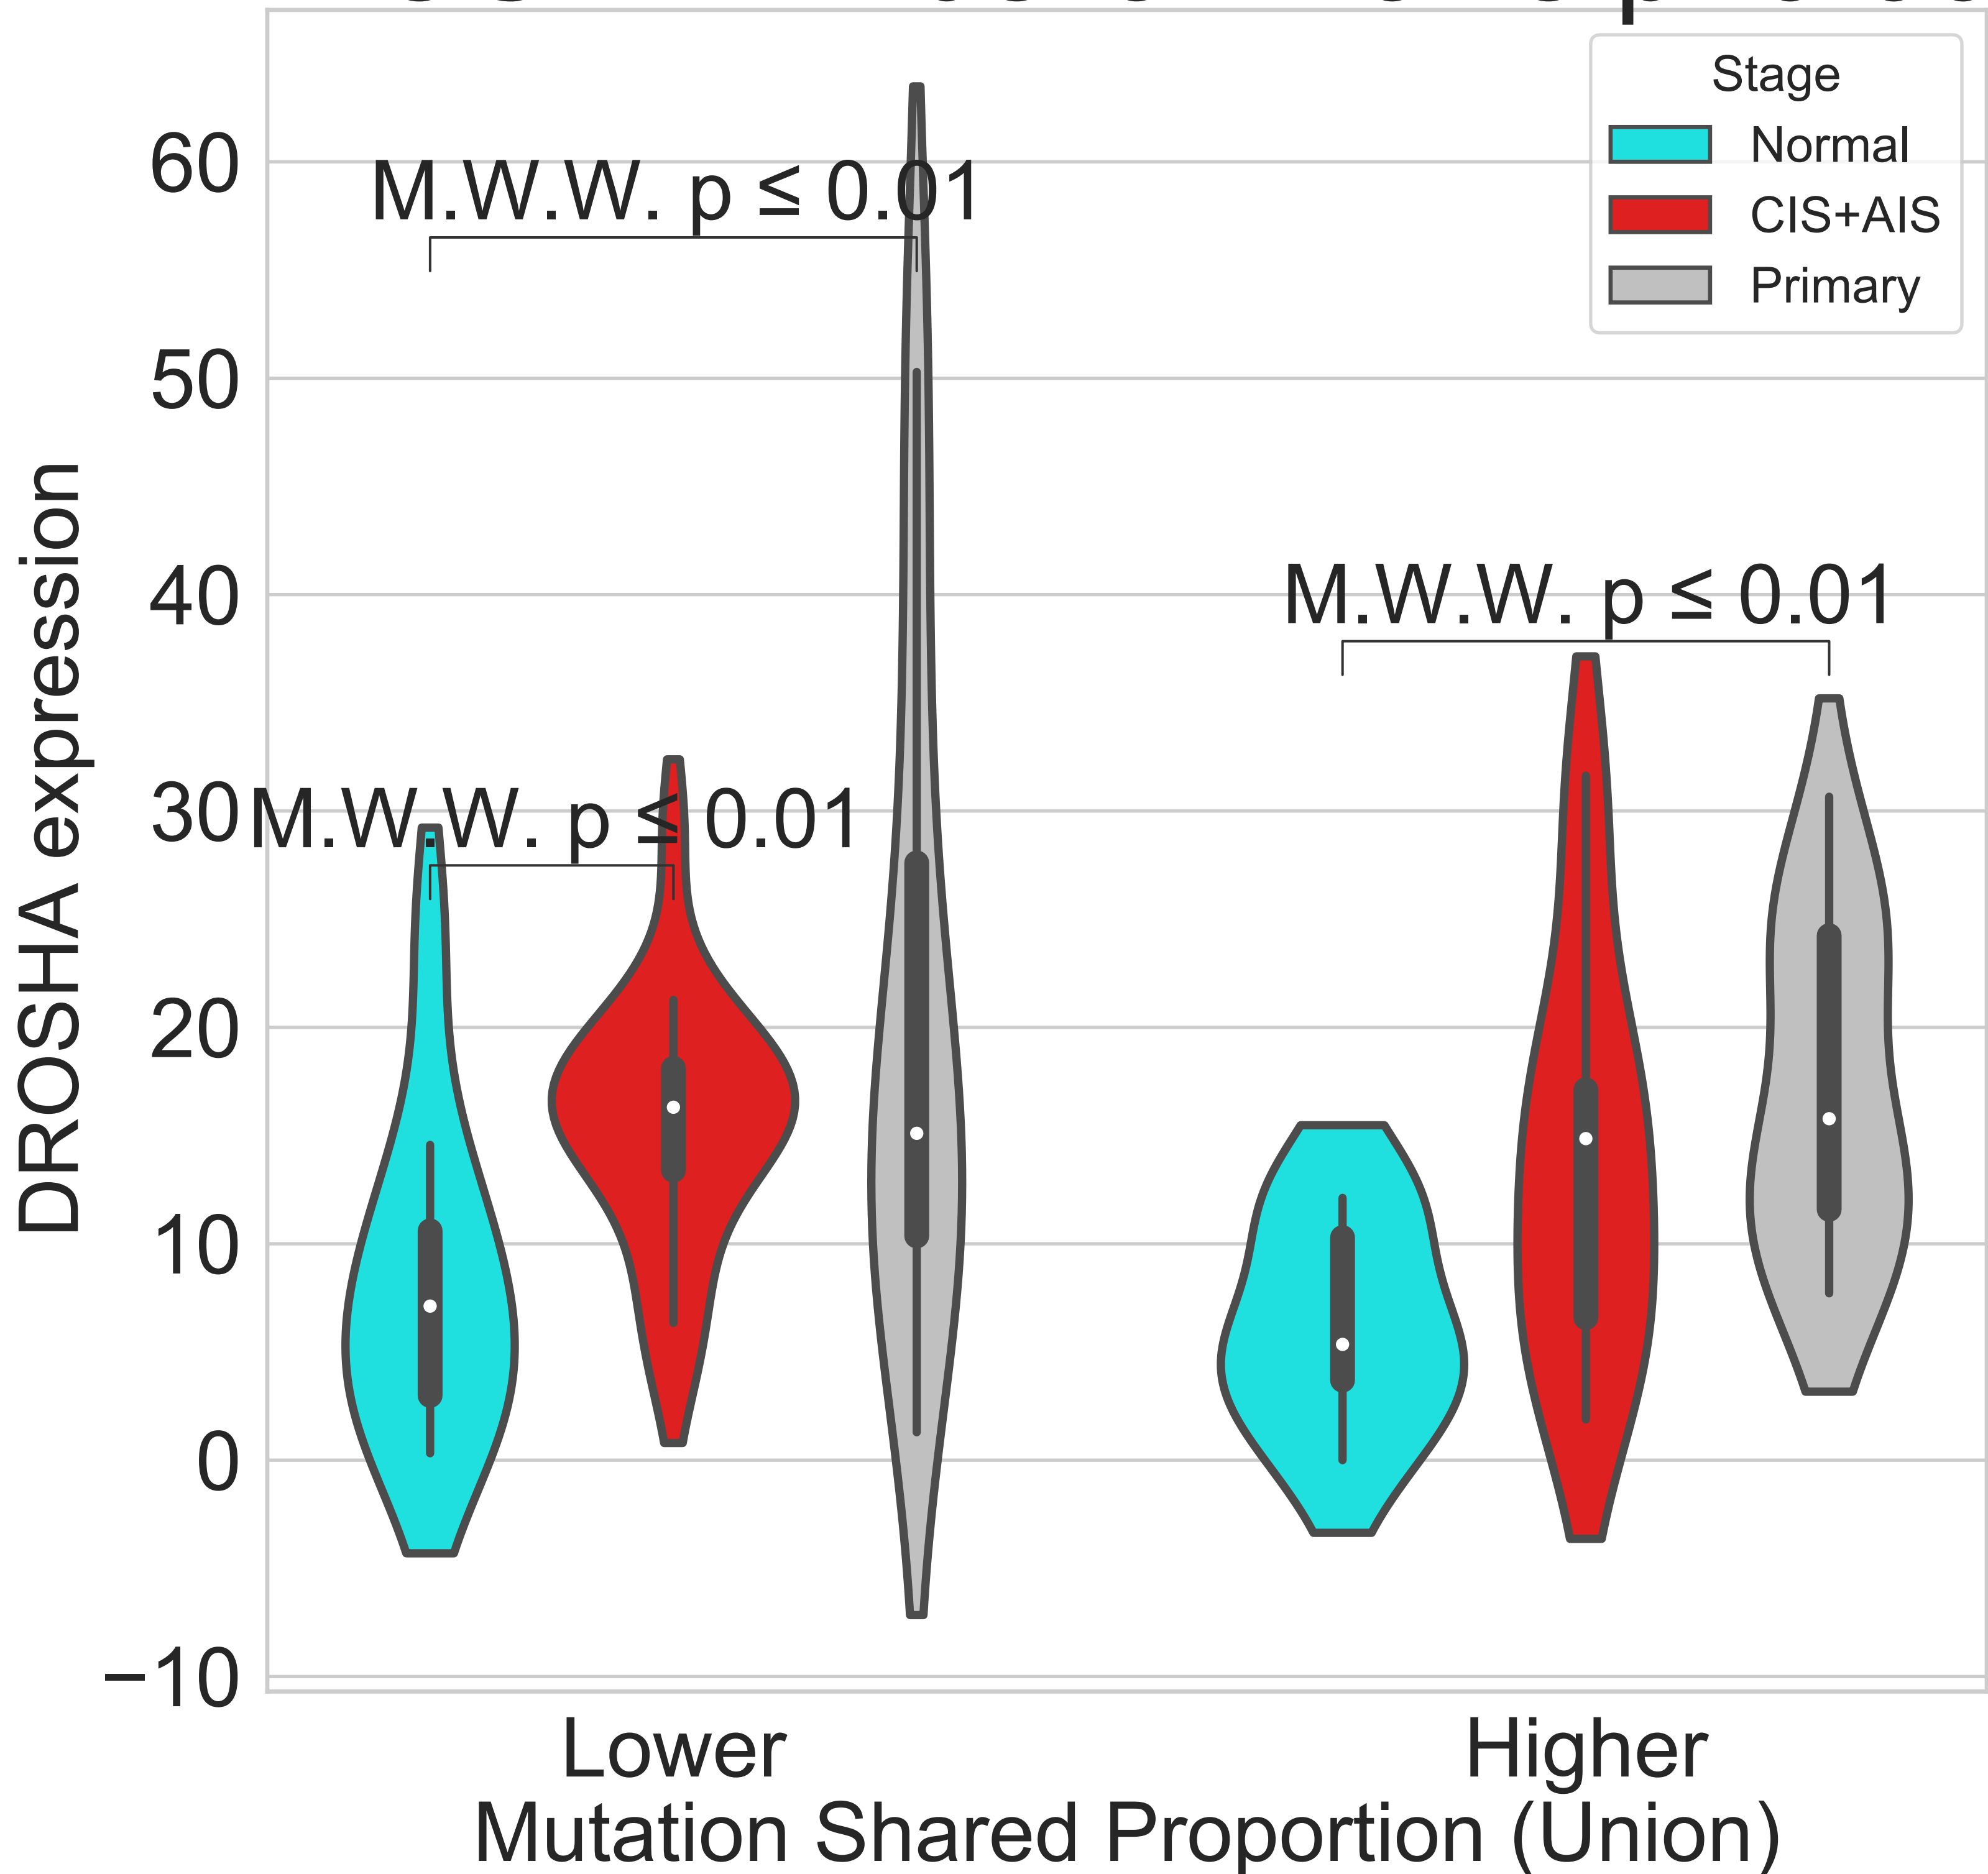 Stage
Normal
CIS+AIS
Primary
60
50
40
30
20
10
0
−10
M.W.W. p ≤ 0.01
M.W.W. p ≤ 0.01
M.W.W. p ≤ 0.01
DROSHA expression
Lower
Higher
Mutation Shared Proportion (Union)